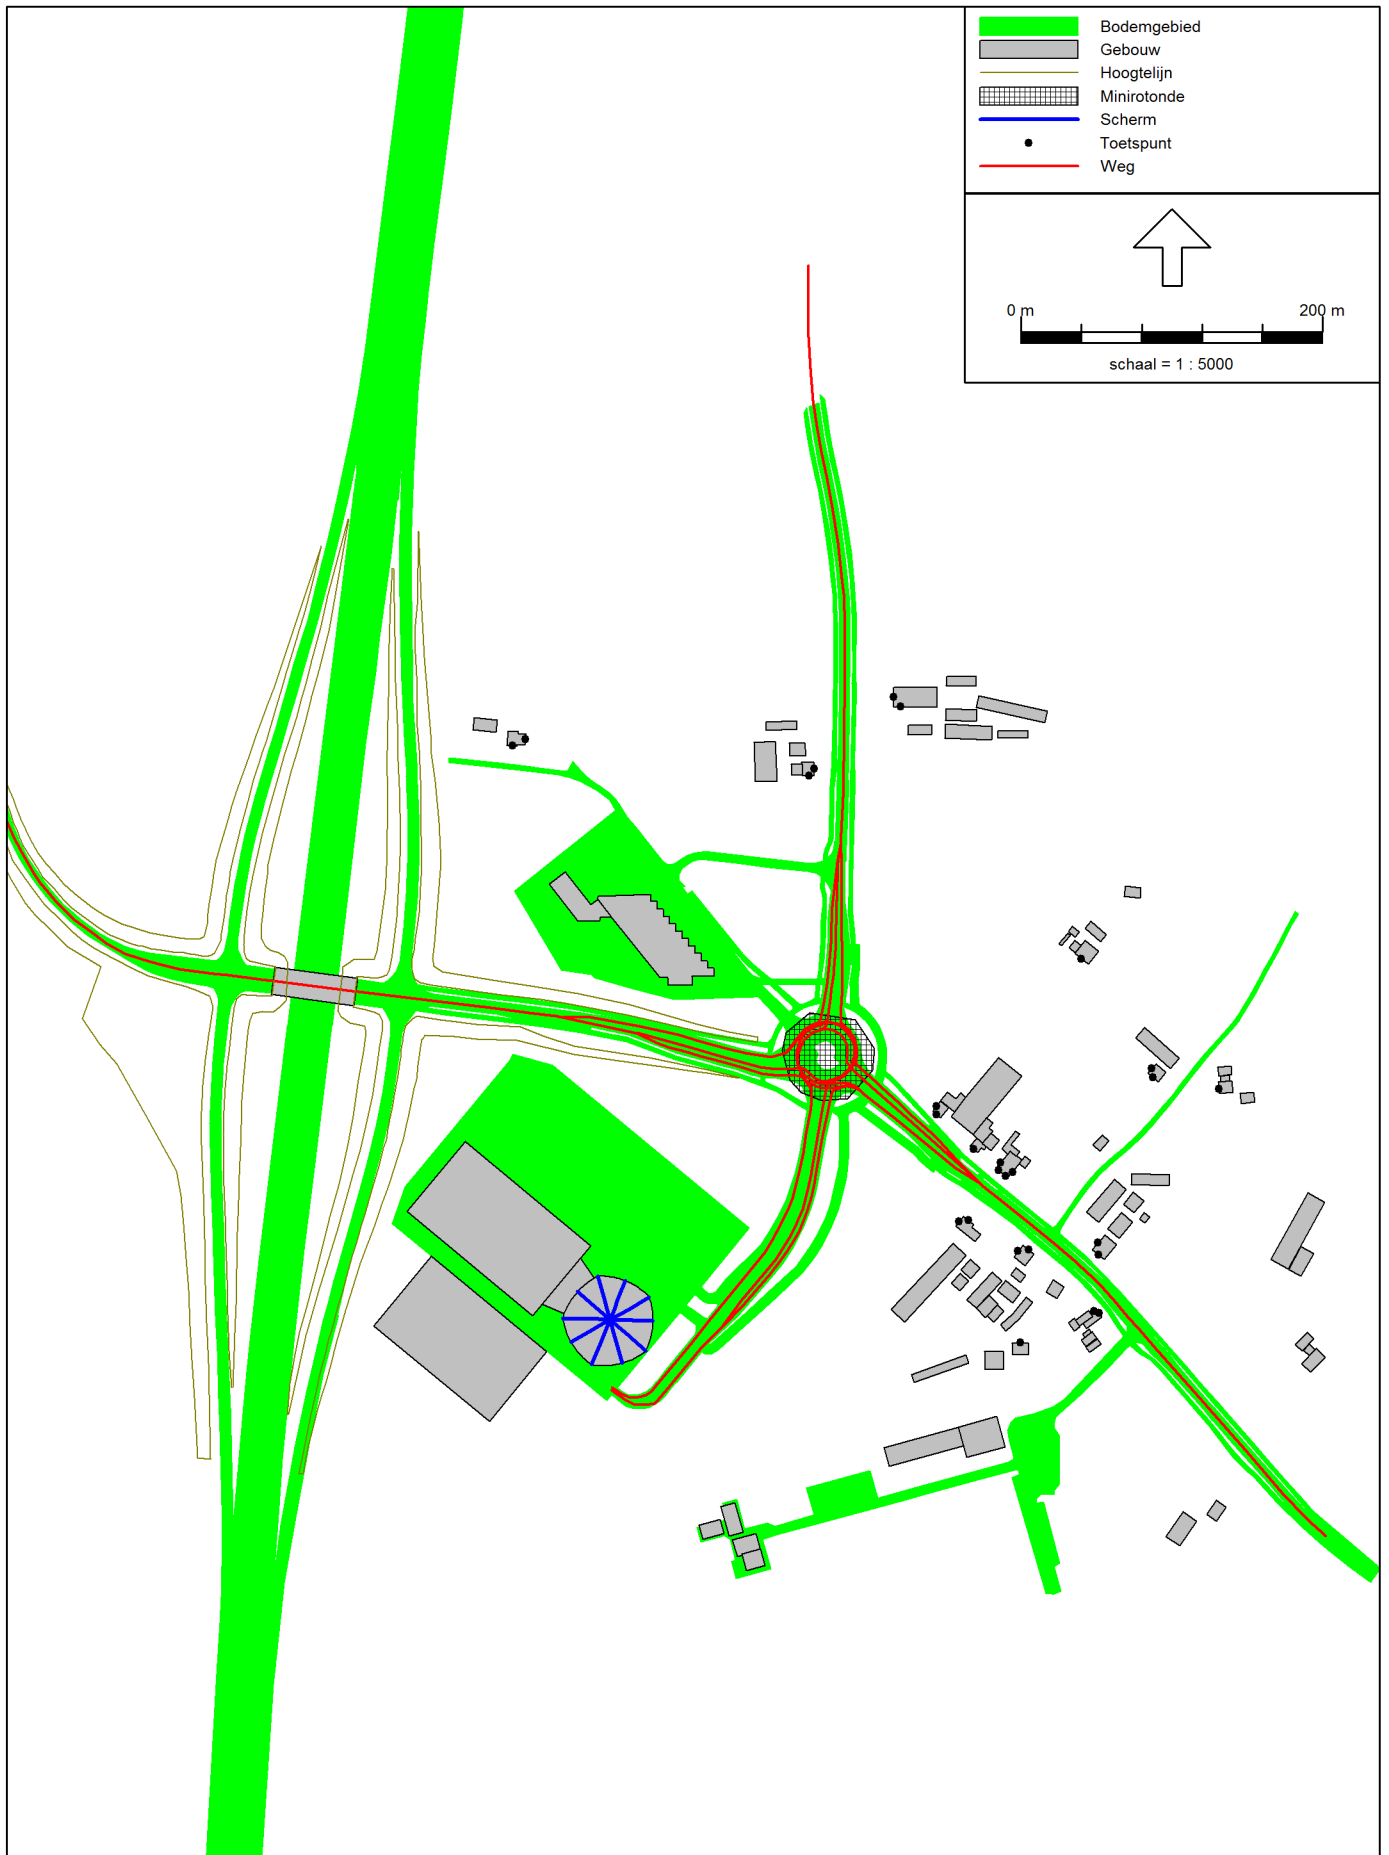 Bodemgebied
Gebouw
Hoogtelijn
Minirotonde
Scherm
Toetspunt
Weg
0 m 200 m
schaal = 1 : 5000